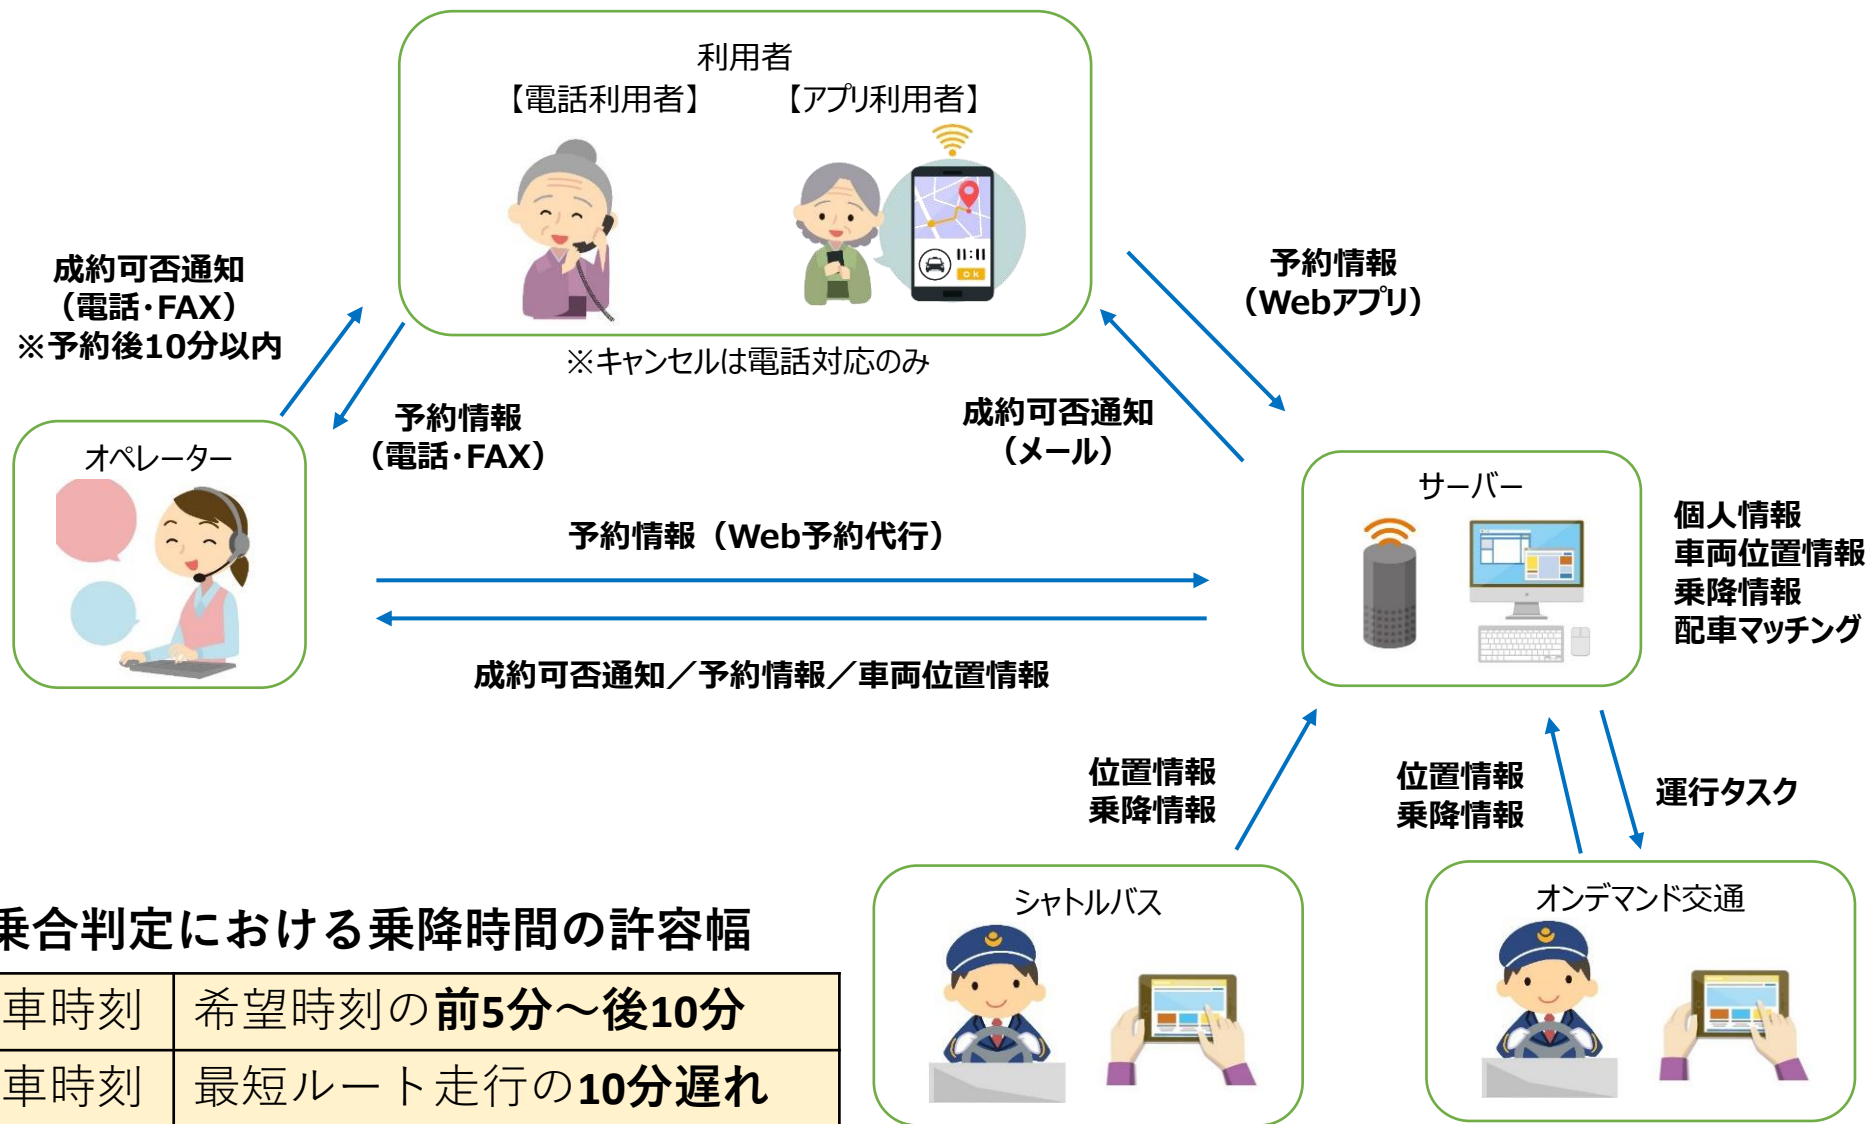 利用者
【電話利用者】
【アプリ利用者】
11:11
ok
※キャンセルは電話対応のみ
成約可否通知
（電話・FAX）
※予約後10分以内
予約情報
（電話・FAX）
予約情報
（Webアプリ）
成約可否通知
（メール）
オペレーター
予約情報（Web予約代行）
成約可否通知／予約情報／車両位置情報
サーバー
個人情報
車両位置情報
乗降情報
配車マッチング
位置情報
乗降情報
位置情報
乗降情報
運行タスク
シャトルバス
オンデマンド交通
乗合判定における乗降時間の許容幅
車時刻
希望時刻の前5分～後10分
車時刻
最短ルート走行の10分遅れ